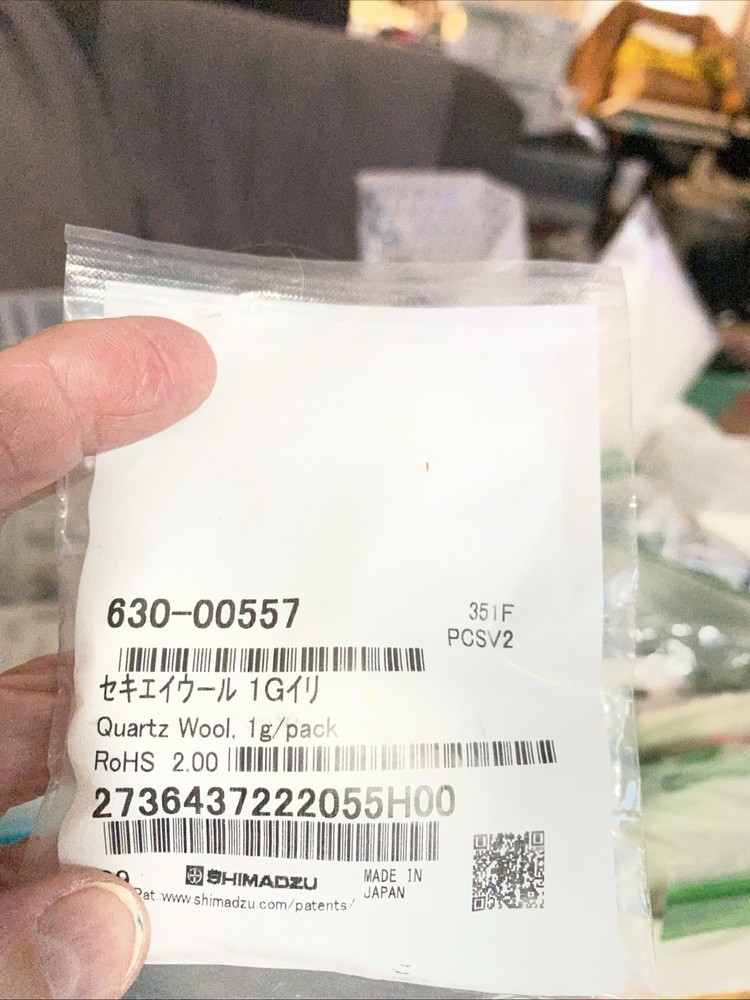 630-00557
351F
PCSV2
セキエイウール 1Gイリ
Quartz Wool, 1g/pack
RoHS 2.00
2736437222055H00
SHIMADZU
MADE IN
JAPAN
Pat.:www.shimadzu.com/patents/